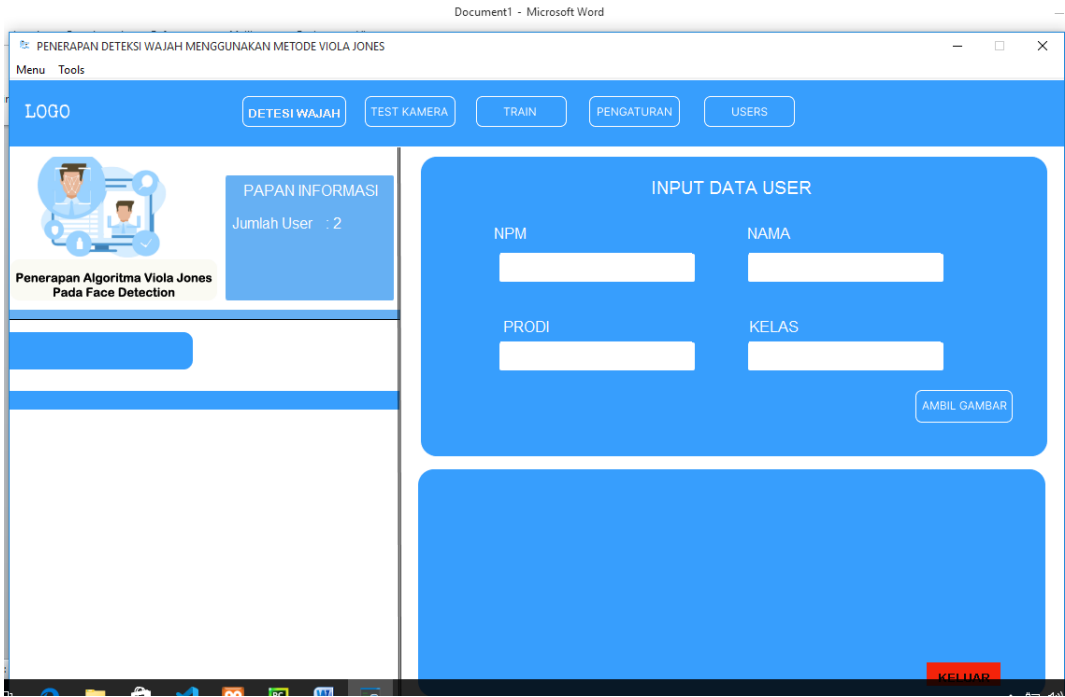 Document1 - Microsoft Word
PENERAPAN DETEKSI WAJAH MENGGUNAKAN METODE VIOLA JONES
Menu Tools
LOGO
DETESI WAJAH
TEST KAMERA
TRAIN
PENGATURAN
USERS
PAPAN INFORMASI
Jumlah User : 2
Penerapan Algoritma Viola Jones
Pada Face Detection
INPUT DATA USER
NPM
NAMA
PRODI
KELAS
AMBIL GAMBAR
KELUAR